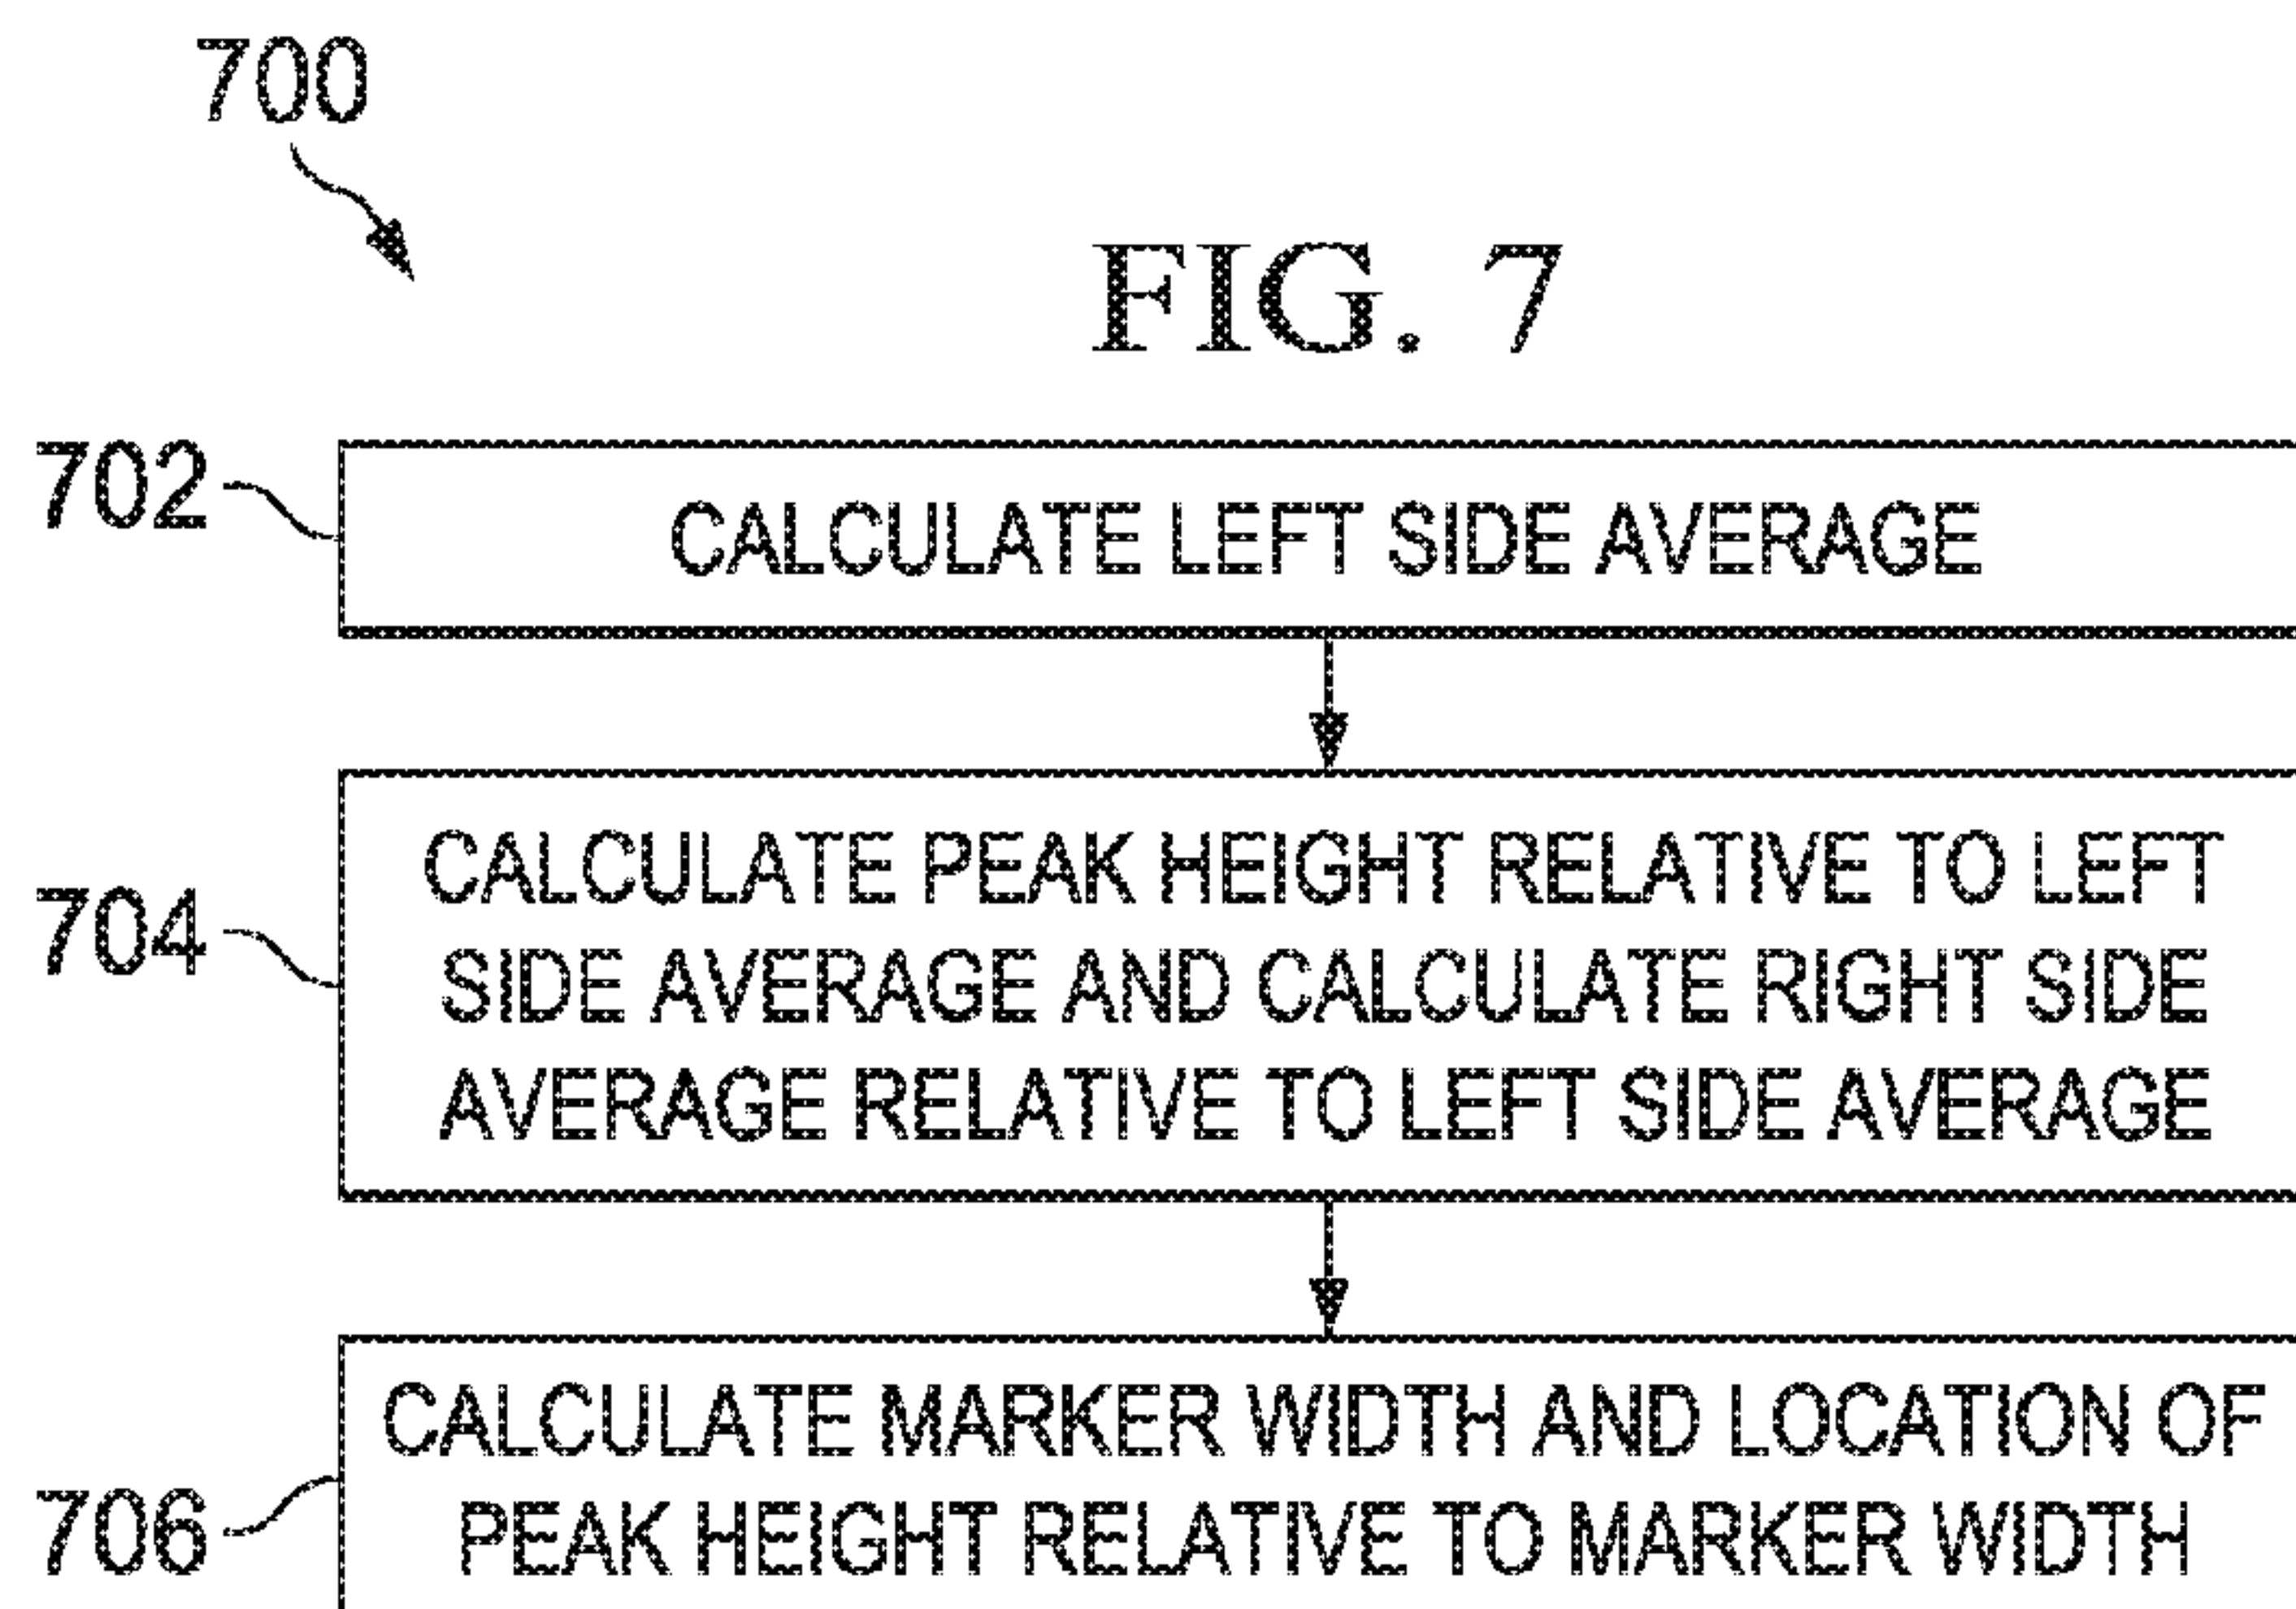 700
FIG. 7
702
CALCULATE LEFT SIDE AVERAGE
704
CALCULATE PEAK HEIGHT RELATIVE TO LEFT
SIDE AVERAGE AND CALCULATE RIGHT SIDE
AVERAGE RELATIVE TO LEFT SIDE AVERAGE
706
CALCULATE MARKER WIDTH AND LOCATION OF
PEAK HEIGHT RELATIVE TO MARKER WIDTH